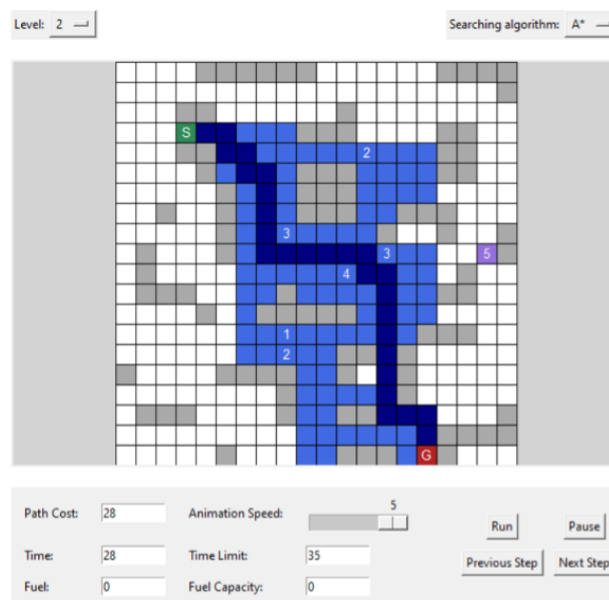 Level: 2 Searching algorithm: A*
S
2
3
3 5
4
1
2
G
Path Cost: 28 Animation Speed: 5 Run Pause
Time: 28 Time Limit: 35 Previous Step Next Step
Fuel: 0 Fuel Capacity: 0